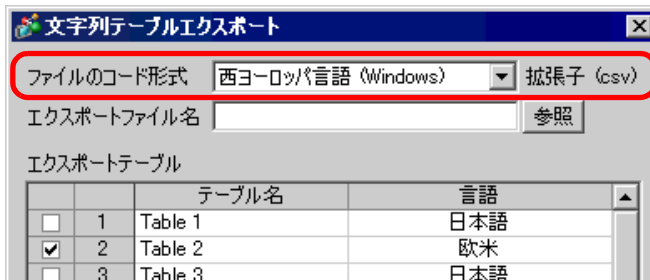 文字列テーブルエクスポート
ファイルのコード形式 西ヨーロッパ言語 (Windows) 拡張子 (csv)
エクスポートファイル名 参照
エクスポートテーブル
テーブル名 言語
1 Table 1 日本語
2 Table 2 欧米
3 Table 3 日本語